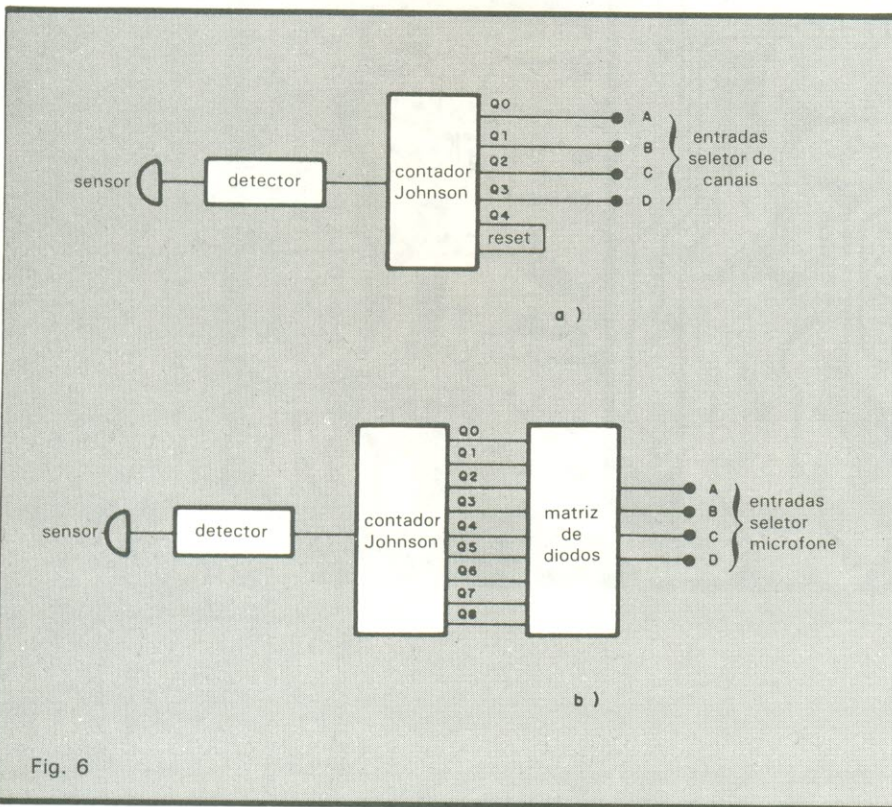 Q0
A
Q1
B
entradas
seletor de
canais
sensor
detector
contador
Johnson
Q2
C
Q3
D
Q4
reset
a )
Q0
Q1
Q2
A
entradas
seletor
microfone
Q3
B
sensor
detector
contador
Johnson
Q4
matriz
de
diodos
C
Q5
D
Q6
Q7
Q8
b )
Fig. 6